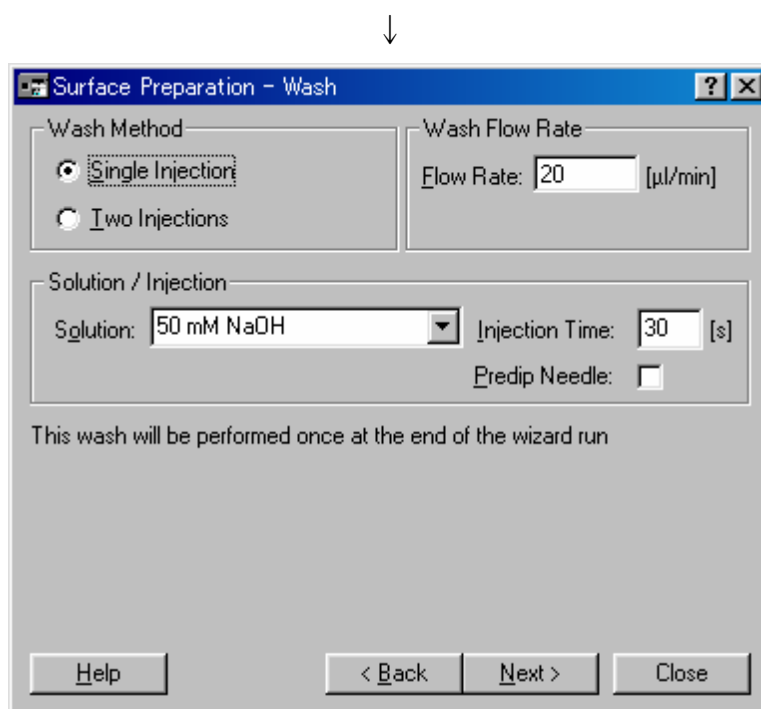 ↓
Surface Preparation - Wash
Wash Method
Single Injection
Two Injections
Wash Flow Rate
Flow Rate: 20 [µl/min]
Solution / Injection
Solution: 50 mM NaOH
Injection Time: 30 [s]
Predip Needle:
This wash will be performed once at the end of the wizard run
Help < Back Next > Close